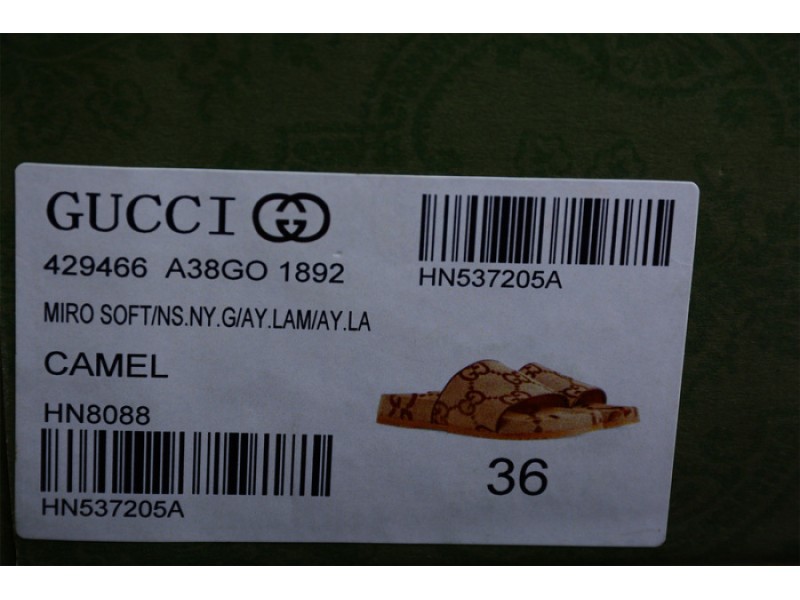 GUCCI
429466 A38GO 1892
HN537205A
MIRO SOFT/NS.NY.G/AY.LAM/AY.LA
CAMEL
HN8088
HN537205A
36